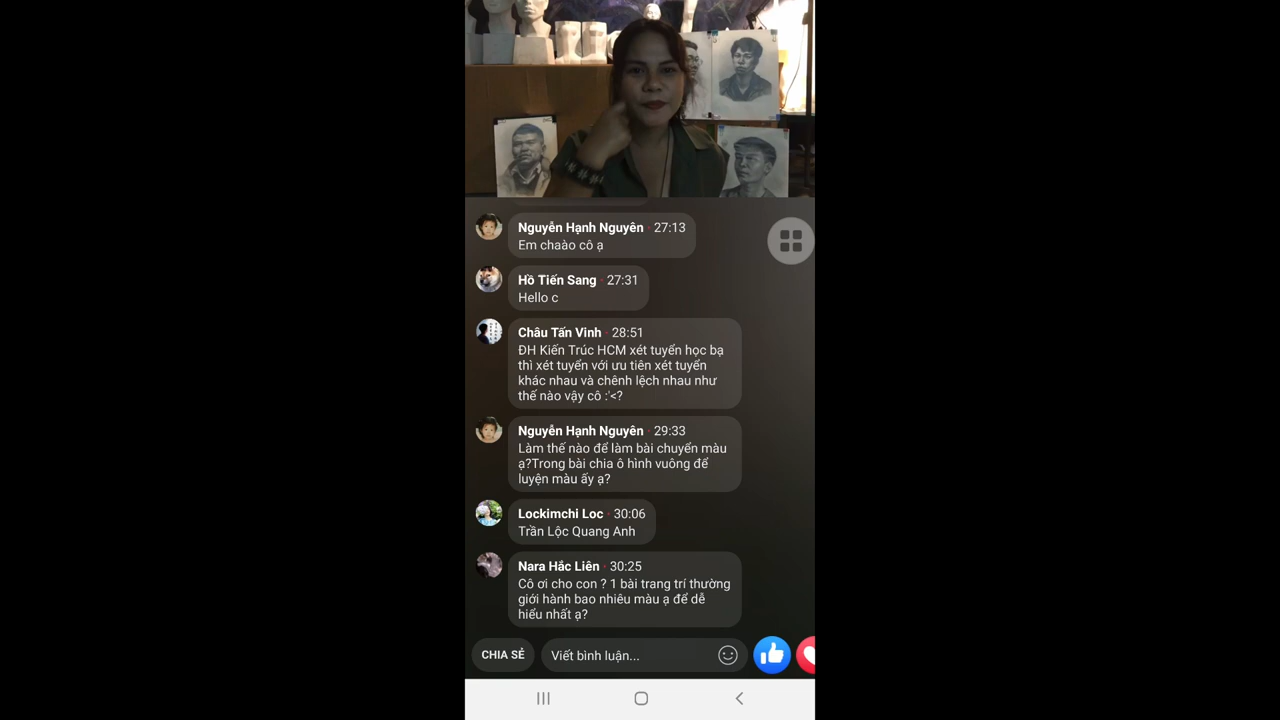 Nguyễn Hạnh Nguyên · 27:13
Em chaào cô ạ
Hồ Tiến Sang · 27:31
Hello c
Châu Tấn Vinh · 28:51
ĐH Kiến Trúc HCM xét tuyển học bạ
thì xét tuyển với ưu tiên xét tuyển
khác nhau và chênh lệch nhau như
thế nào vậy cô :'<?
Nguyễn Hạnh Nguyên · 29:33
Làm thế nào để làm bài chuyển màu
ạ?Trong bài chia ô hình vuông để
luyện màu ấy ạ?
Lockimchi Loc · 30:06
Trần Lộc Quang Anh
Nara Hắc Liên · 30:25
Cô ơi cho con ? 1 bài trang trí thường
giới hành bao nhiêu màu ạ để dễ
hiểu nhất ạ?
CHIA SẺ
Viết bình luận...